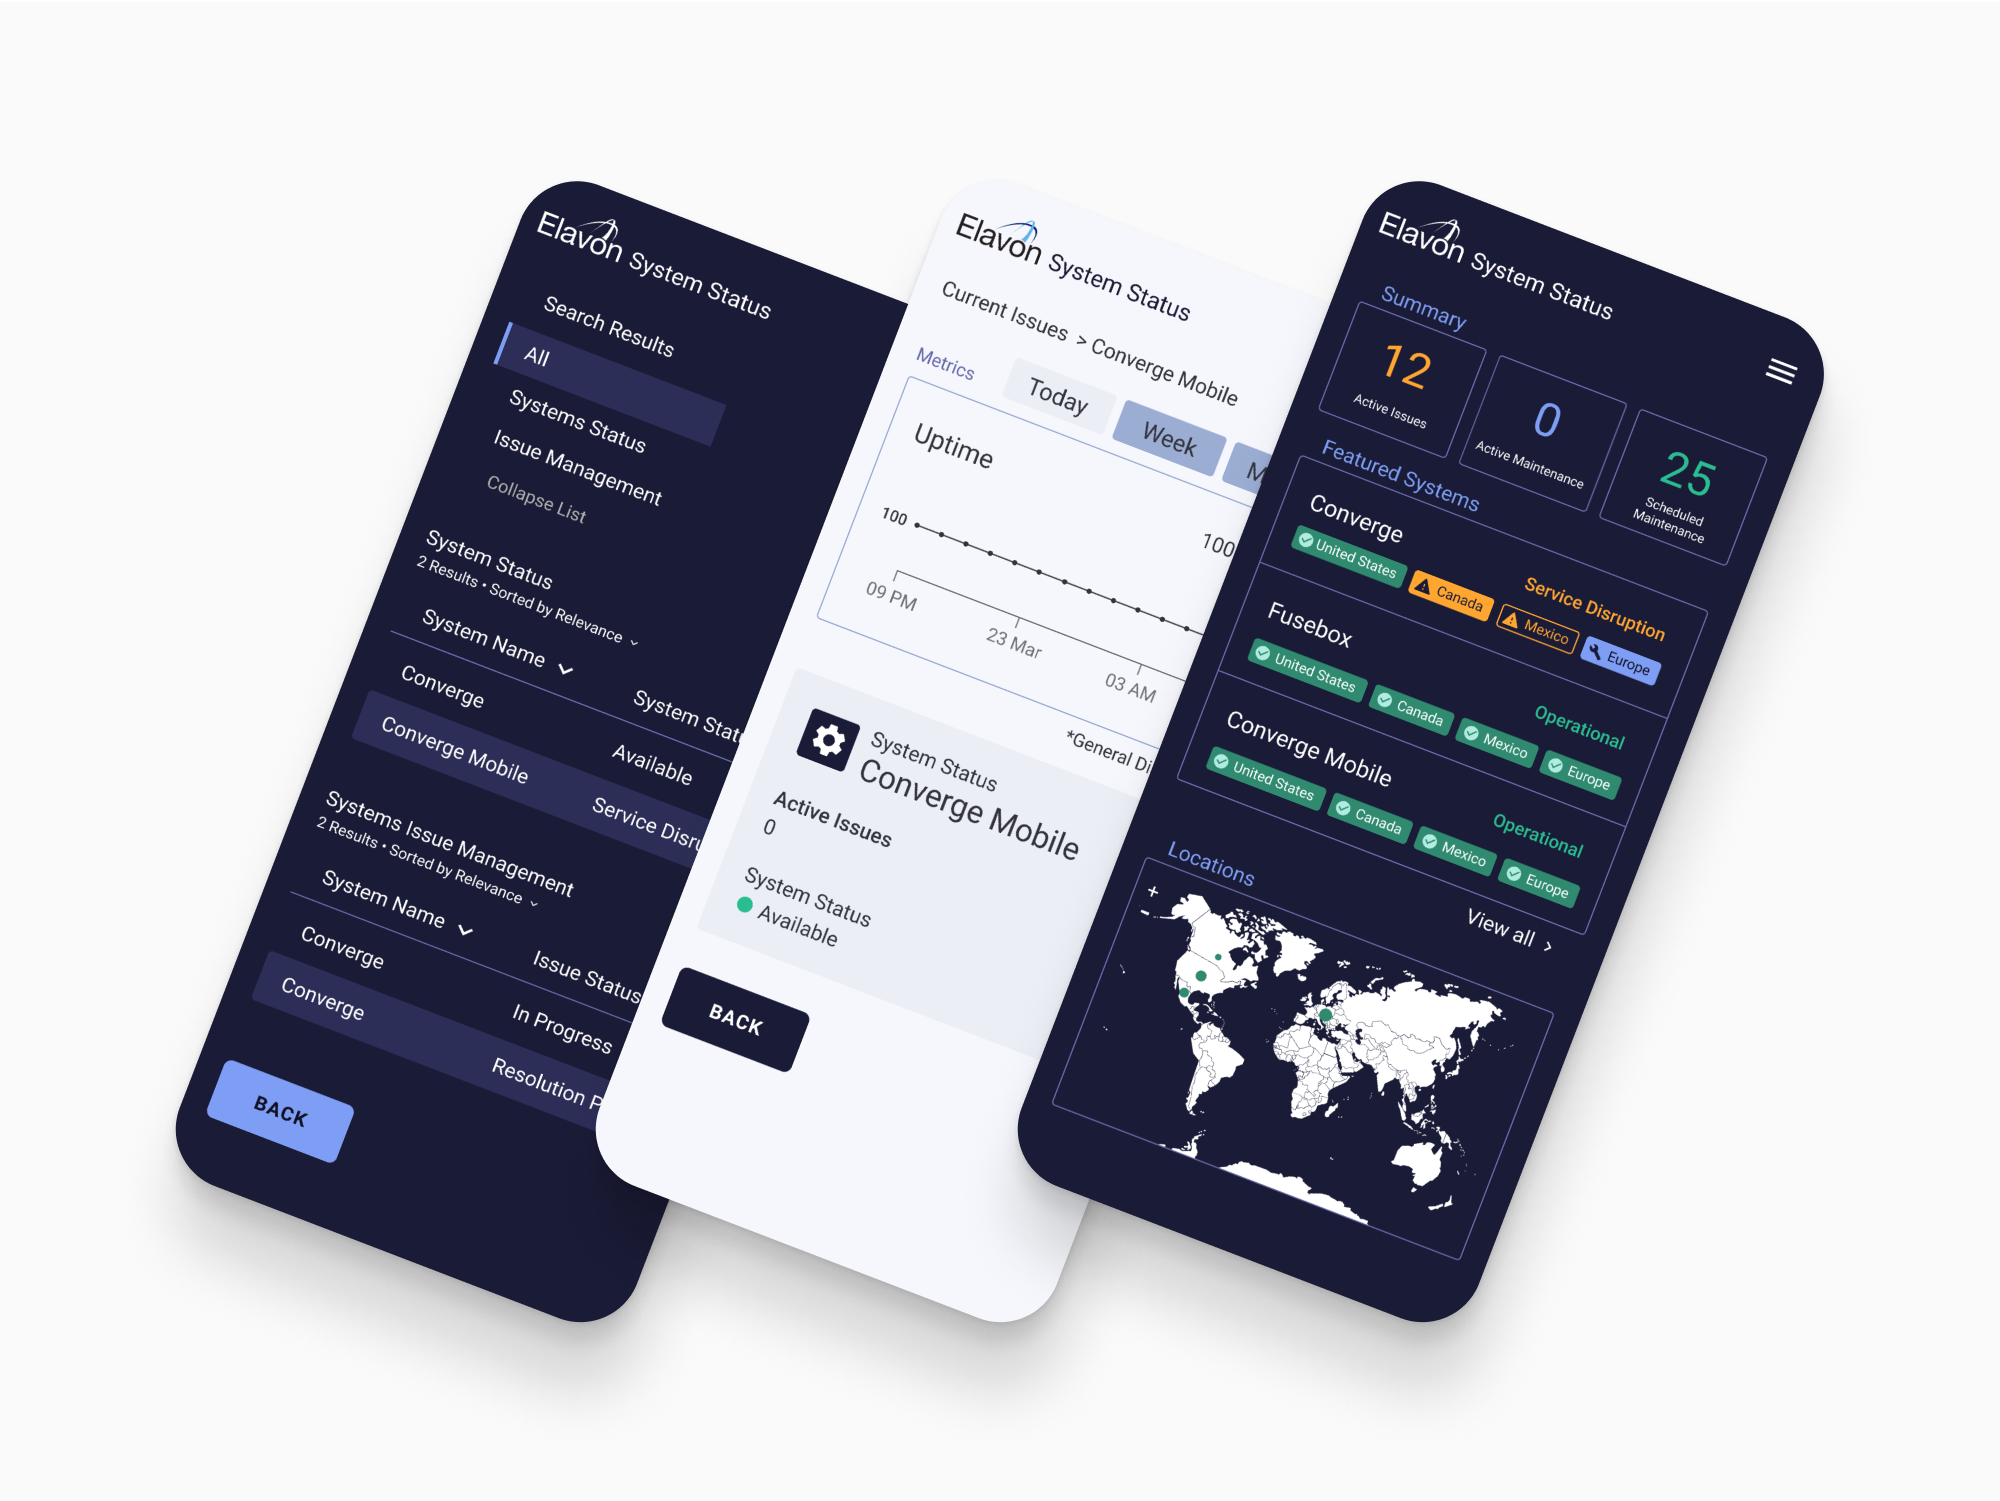 Elavon System Status
Search Results
All
Systems Status
Issue Management
Collapse List
System Status
2 Results • Sorted by Relevance
System Name
System Statu
Converge
Available
Converge Mobile
Service Disru
Systems Issue Management
2 Results • Sorted by Relevance
System Name
Issue Status
Converge
In Progress
Converge
Resolution P
BACK
Elavon System Status
Current Issues > Converge Mobile
Metrics
Today
Week
M
Uptime
100
100
09 PM
23 Mar
03 AM
*General Di
System Status
Converge Mobile
Active Issues
0
System Status
Available
BACK
Elavon System Status
Summary
12
Active Issues
0
Active Maintenance
25
Scheduled
Maintenance
Featured Systems
Converge
Service Disruption
United States
Canada
Mexico
Europe
Fusebox
Operational
United States
Canada
Mexico
Europe
Converge Mobile
Operational
United States
Canada
Mexico
Europe
View all >
Locations
+
-